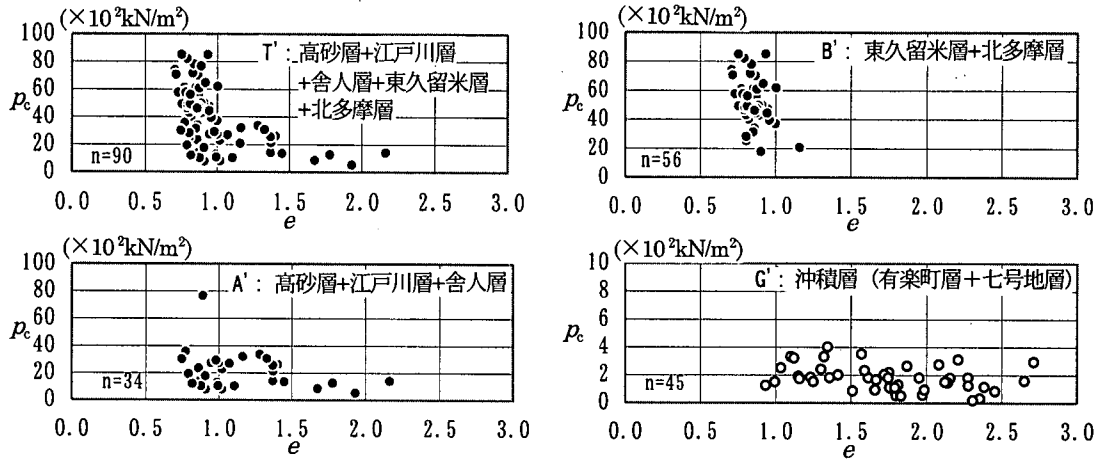 (×10²kN/m²)
100
80
60
40
20
0
p_c
T': 高砂層+江戸川層
+舎人層+東久留米層
+北多摩層
n=90
0.0 0.5 1.0 1.5 2.0 2.5 3.0
e
(×10²kN/m²)
100
80
60
40
20
0
p_c
B': 東久留米層+北多摩層
n=56
0.0 0.5 1.0 1.5 2.0 2.5 3.0
e
(×10²kN/m²)
100
80
60
40
20
0
p_c
A': 高砂層+江戸川層+舎人層
n=34
0.0 0.5 1.0 1.5 2.0 2.5 3.0
e
(×10²kN/m²)
10
8
6
4
2
0
p_c
G': 沖積層 (有楽町層+七号地層)
n=45
0.0 0.5 1.0 1.5 2.0 2.5 3.0
e